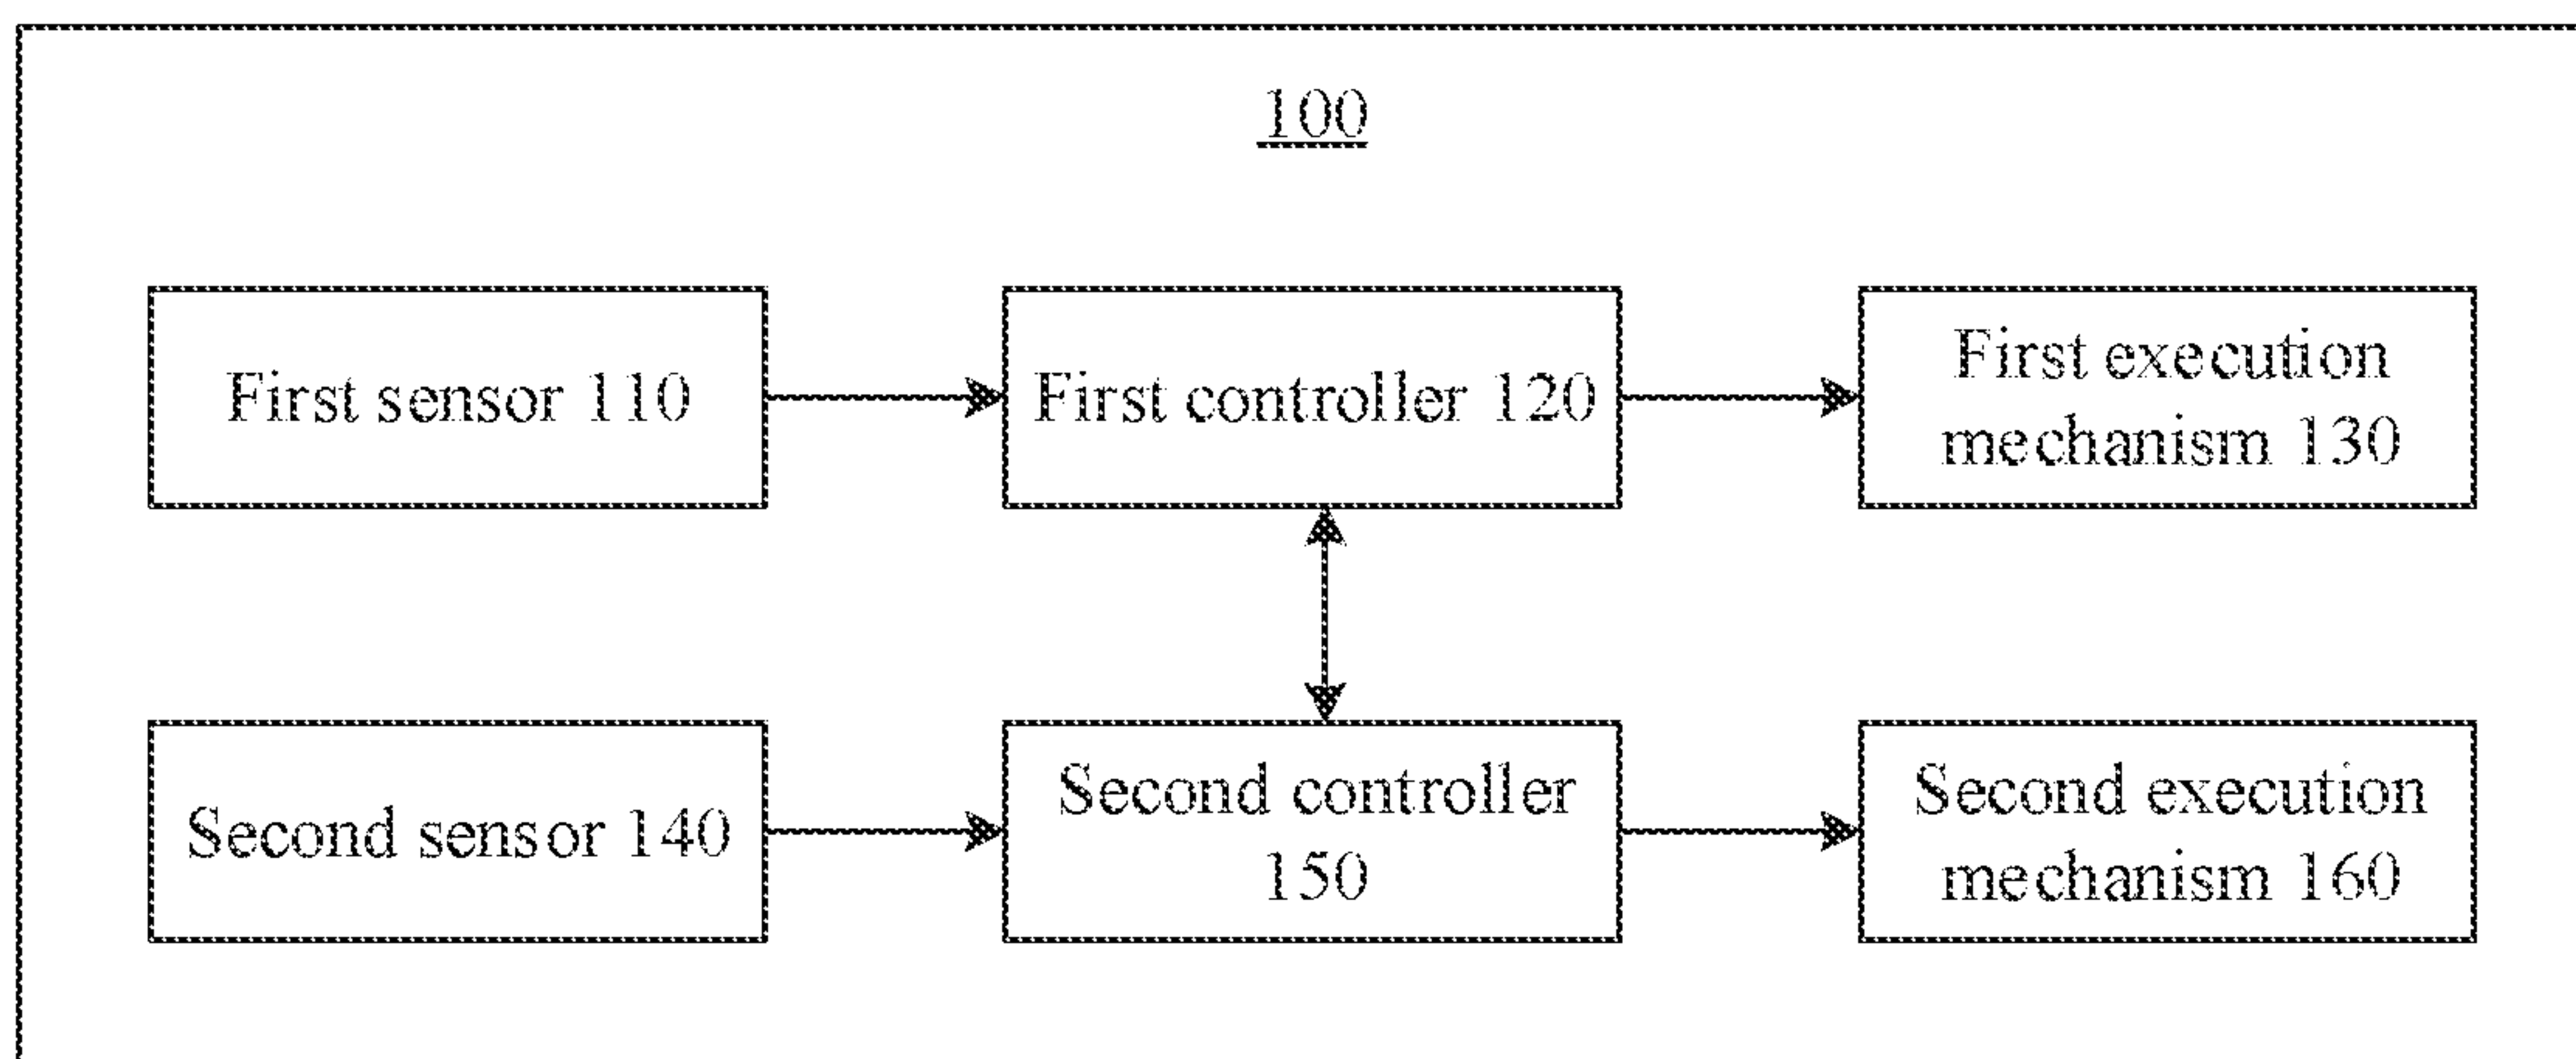 100
First sensor 110
First controller 120
First execution
mechanism 130
Second sensor 140
Second controller
150
Second execution
mechanism 160